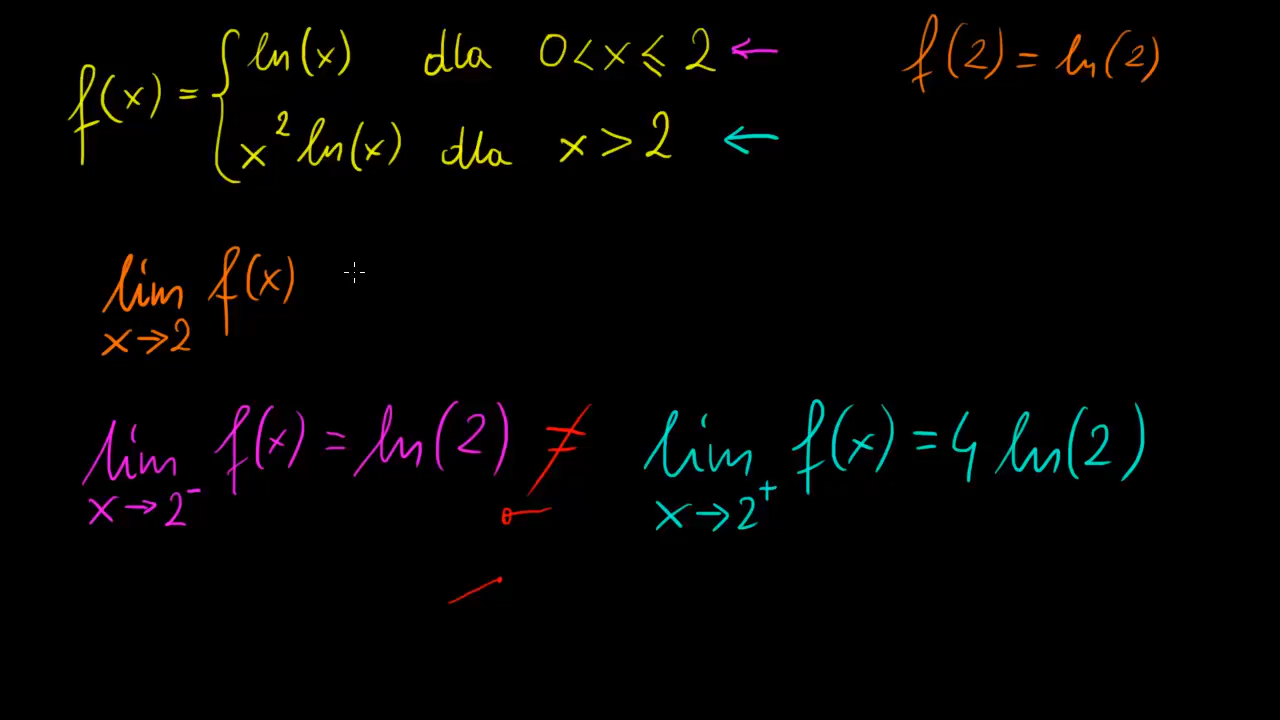 f(x) = { ln(x) dla 0 < x ≤ 2 ←
x² ln(x) dla x > 2 ←
f(2) = ln(2)
lim f(x)
x→2
lim f(x) = ln(2) ≠ lim f(x) = 4 ln(2)
x→2⁻ x→2⁺